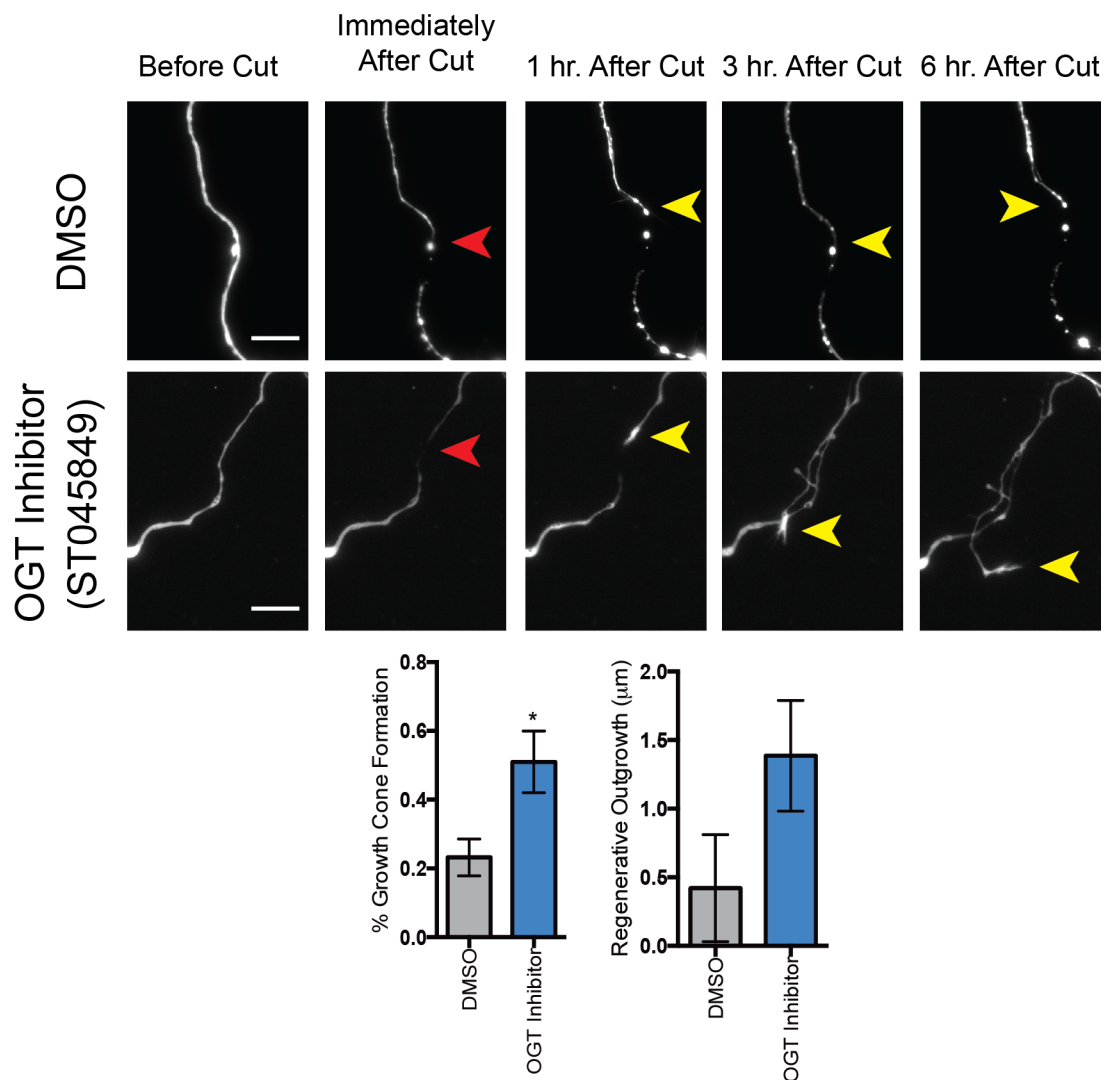 Before Cut
Immediately
After Cut
1 hr. After Cut
3 hr. After Cut
6 hr. After Cut
DMSO
OGT Inhibitor
(ST045849)
% Growth Cone Formation
0.8
0.6
0.4
0.2
0.0
*
DMSO
OGT Inhibitor
Regenerative Outgrowth (μm)
2.0
1.5
1.0
0.5
0.0
DMSO
OGT Inhibitor